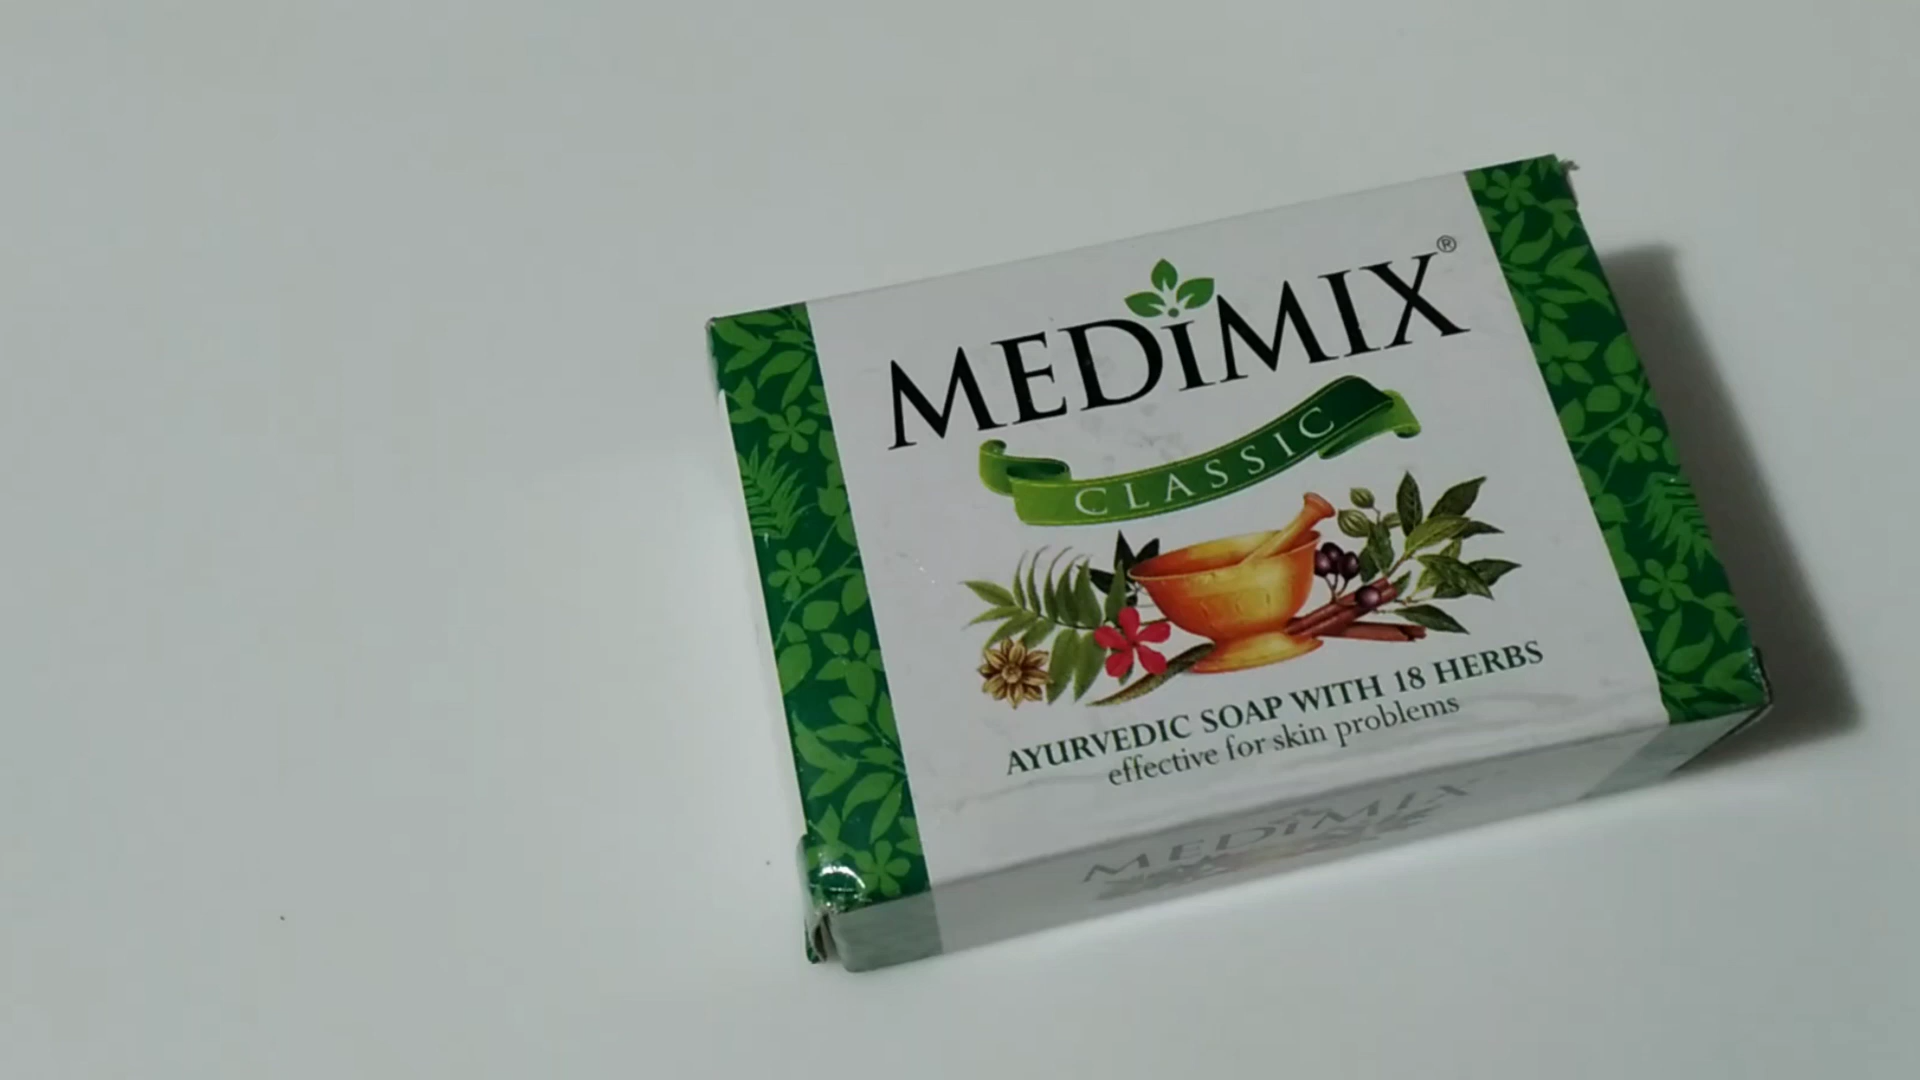 MEDiMIX®
CLASSIC
AYURVEDIC SOAP WITH 18 HERBS
effective for skin problems
MEDiMIX